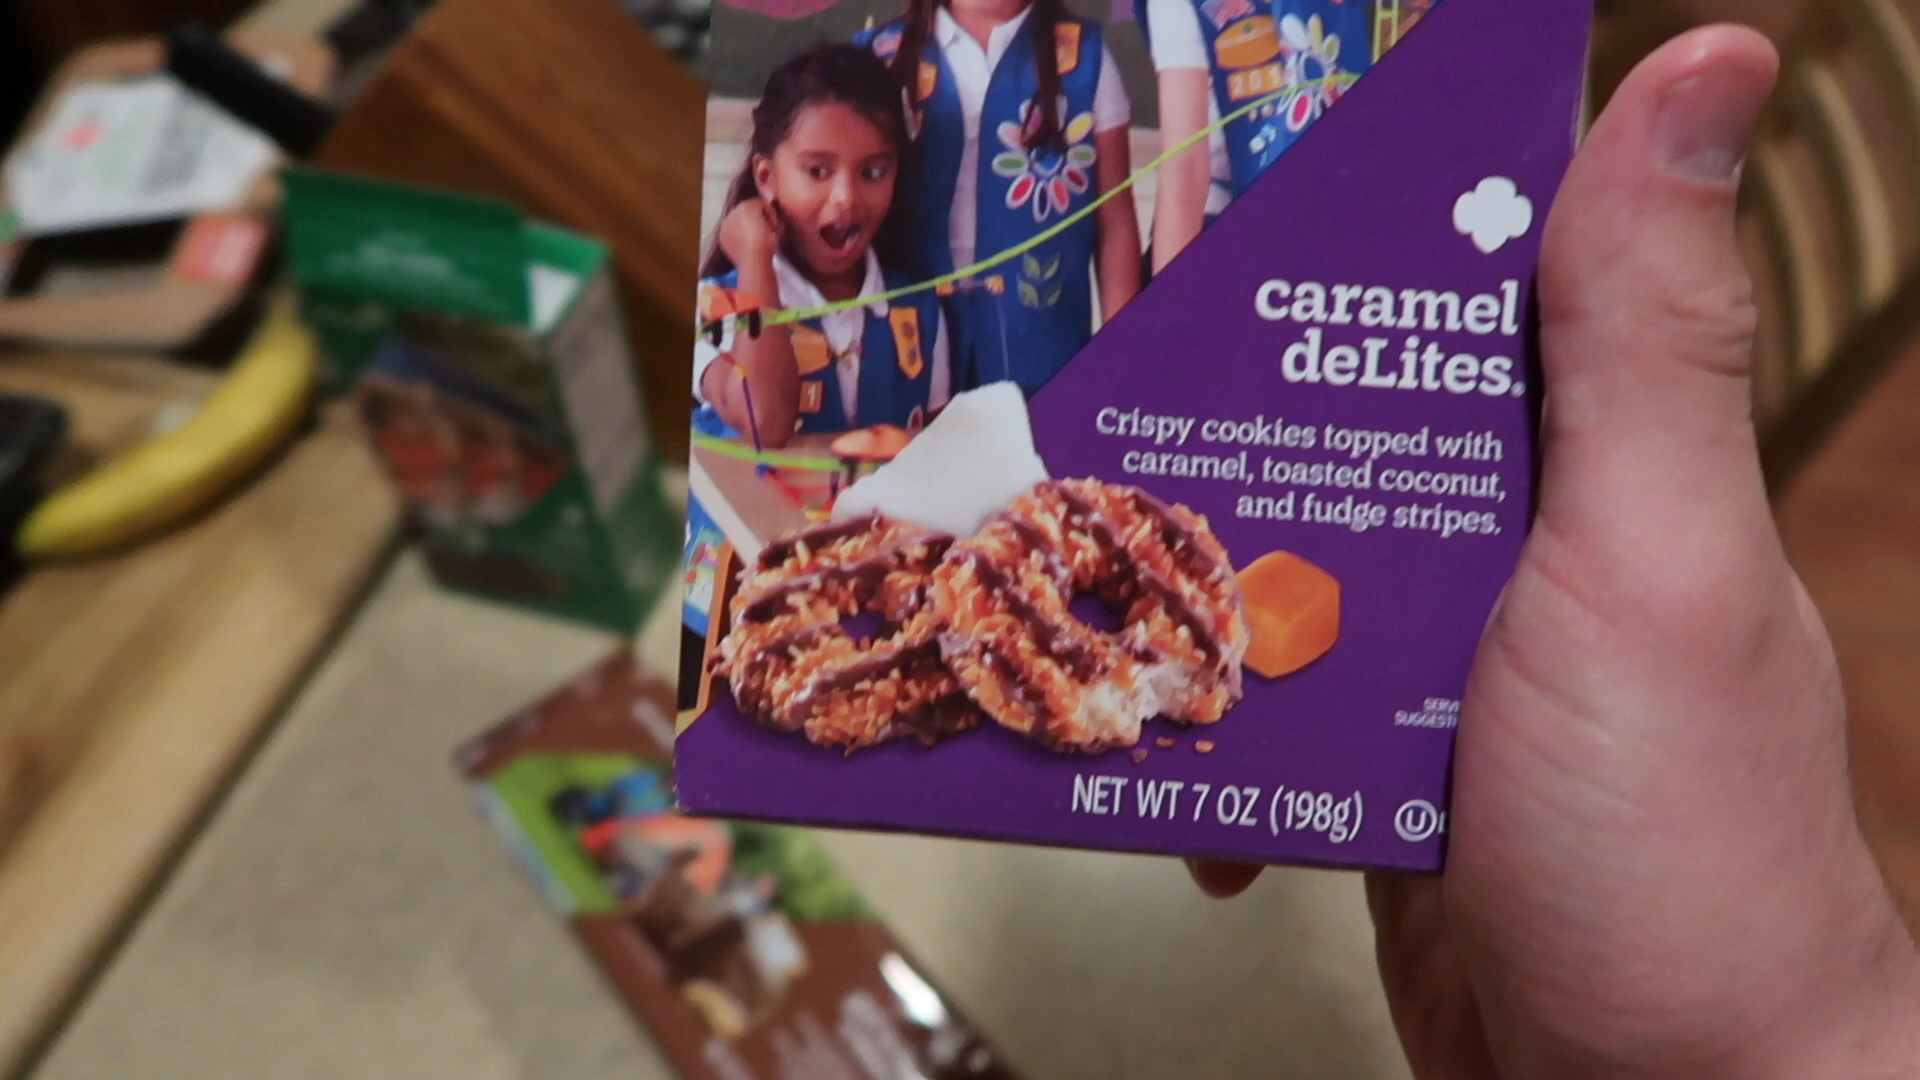 caramel
deLites®
Crispy cookies topped with
caramel, toasted coconut,
and fudge stripes.
NET WT 7 OZ (198g)
U